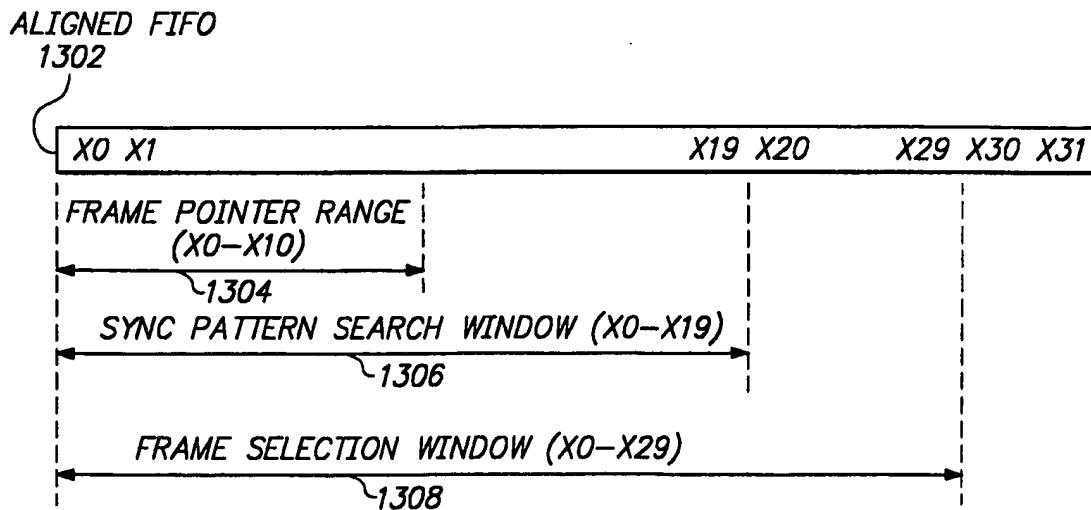 ALIGNED FIFO
1302
X0 X1 X19 X20 X29 X30 X31
FRAME POINTER RANGE
(X0-X10)
1304
SYNC PATTERN SEARCH WINDOW (X0-X19)
1306
FRAME SELECTION WINDOW (X0-X29)
1308